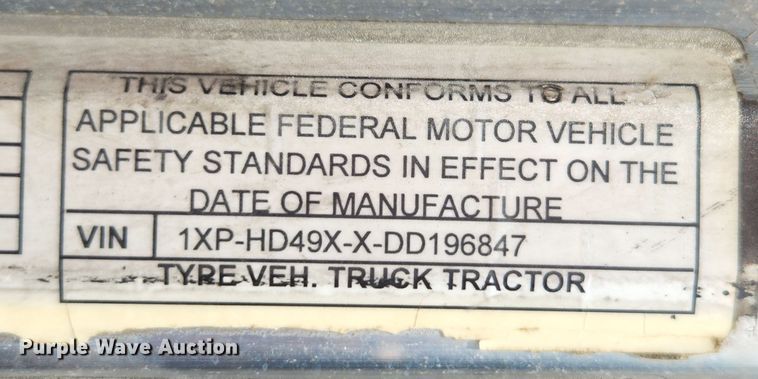 THIS VEHICLE CONFORMS TO ALL
APPLICABLE FEDERAL MOTOR VEHICLE
SAFETY STANDARDS IN EFFECT ON THE
DATE OF MANUFACTURE
VIN 1XP-HD49X-X-DD196847
TYPE VEH. TRUCK TRACTOR
Purple Wave Auction